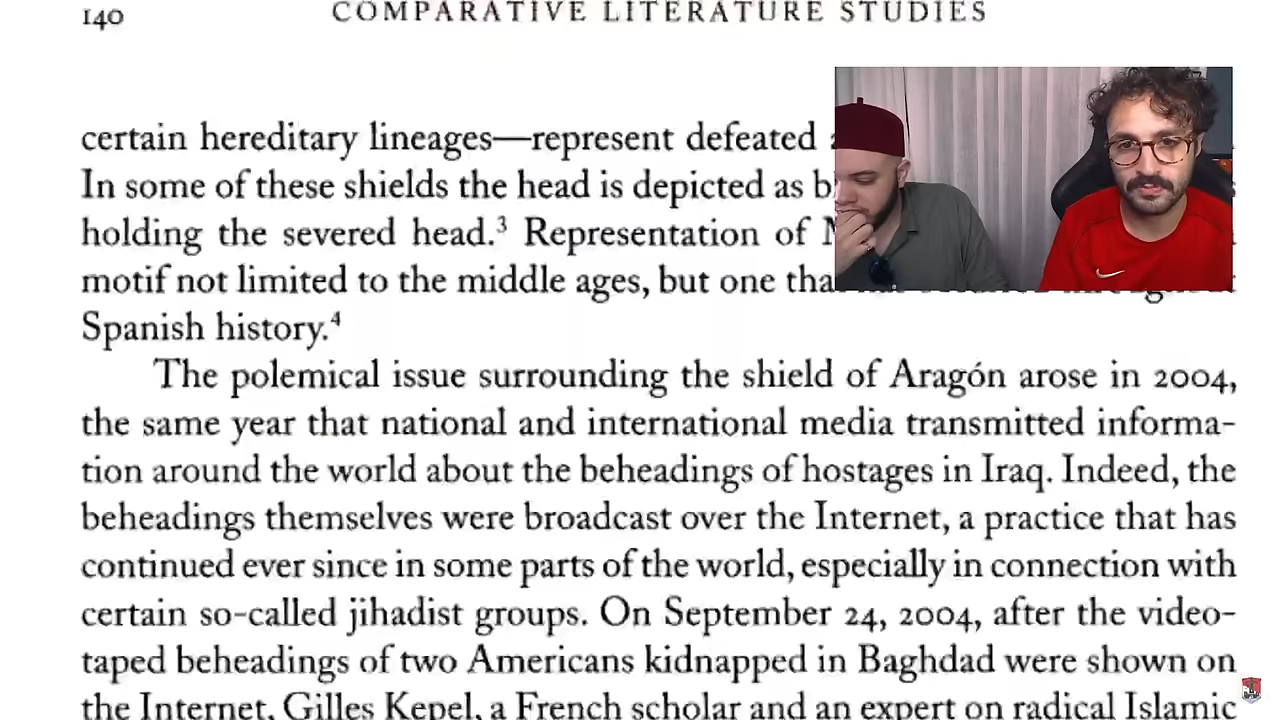 140
COMPARATIVE LITERATURE STUDIES
certain hereditary lineages—represent defeated
In some of these shields the head is depicted as
holding the severed head.³ Representation of
motif not limited to the middle ages, but one
Spanish history.⁴
The polemical issue surrounding the shield of Aragón arose in 2004,
the same year that national and international media transmitted informa-
tion around the world about the beheadings of hostages in Iraq. Indeed, the
beheadings themselves were broadcast over the Internet, a practice that has
continued ever since in some parts of the world, especially in connection with
certain so-called jihadist groups. On September 24, 2004, after the video-
taped beheadings of two Americans kidnapped in Baghdad were shown on
the Internet, Gilles Kepel, a French scholar and an expert on radical Islamic